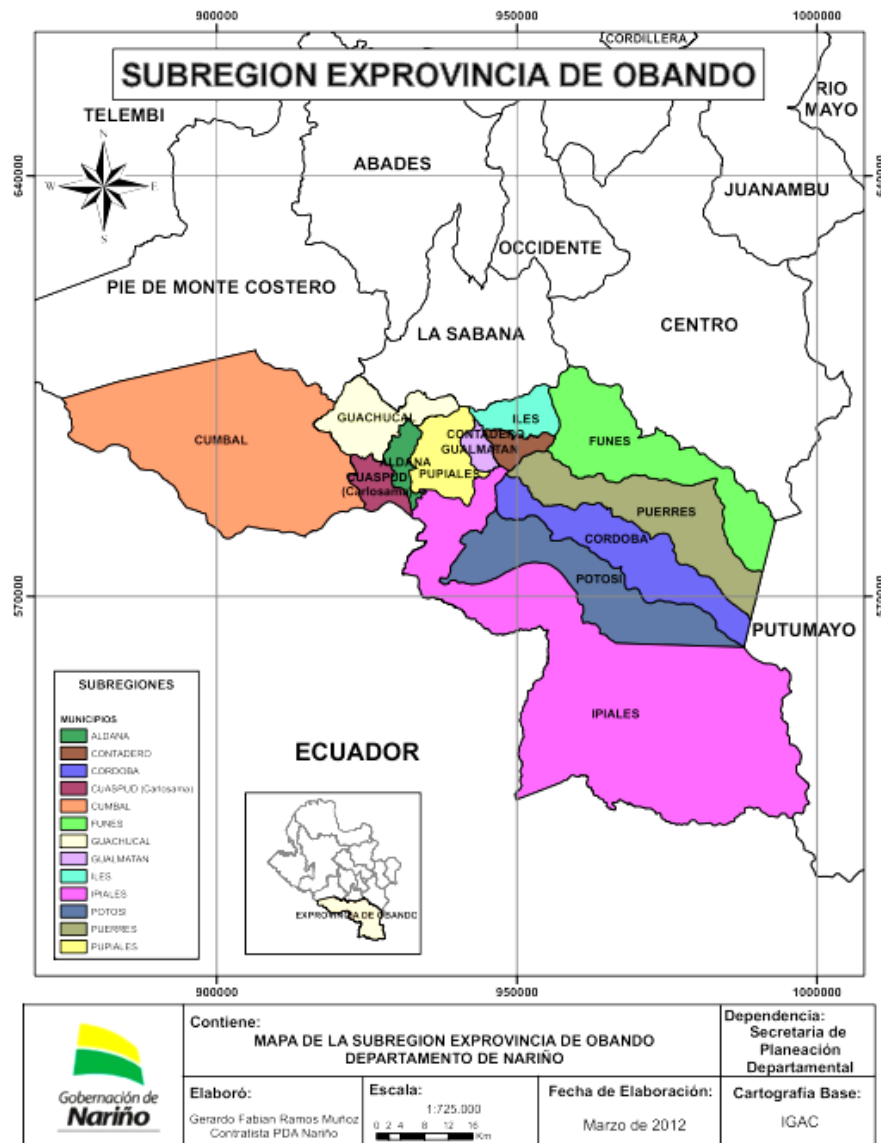 900000 950000 1000000
CORDILLERA
SUBREGION EXPROVINCIA DE OBANDO
RIO
MAYO
TELEMBI
N
W E
S
ABADES
640000 640000
JUANAMBU
OCCIDENTE
PIE DE MONTE COSTERO
CENTRO
LA SABANA
GUACHUCAL
ILES
CUMBAL
CONTADERO
FUNES
GUALMATAN
ALDANA
PUPIALES
CUASPUD
(Carlosama)
PUERRES
CORDOBA
POTOSI
570000 570000
PUTUMAYO
IPIALES
ECUADOR
SUBREGIONES
MUNICIPIOS
ALDANA
CONTADERO
CORDOBA
CUASPUD (Carlosama)
CUMBAL
FUNES
GUACHUCAL
GUALMATAN
ILES
IPIALES
POTOSI
PUERRES
PUPIALES
EXPROVINCIA DE OBANDO
900000 950000 1000000
Gobernación de
Nariño
Contiene:
MAPA DE LA SUBREGION EXPROVINCIA DE OBANDO
DEPARTAMENTO DE NARIÑO
Dependencia:
Secretaria de
Planeación
Departamental
Elaboró:
Gerardo Fabian Ramos Muñoz
Contratista PDA Nariño
Escala:
1:725.000
0 2 4 8 12 16
Km
Fecha de Elaboración:
Marzo de 2012
Cartografia Base:
IGAC